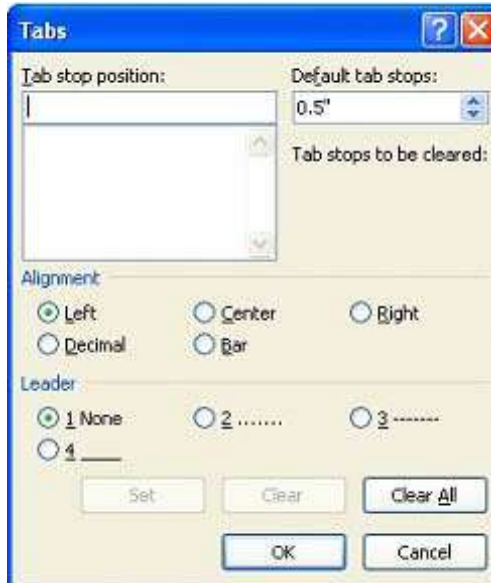 Tabs
Tab stop position: Default tab stops:
0.5"
Tab stops to be cleared:
Alignment
Left Center Right
Decimal Bar
Leader
1 None 2 ....... 3 -------
4 ____
Set Clear Clear All
OK Cancel